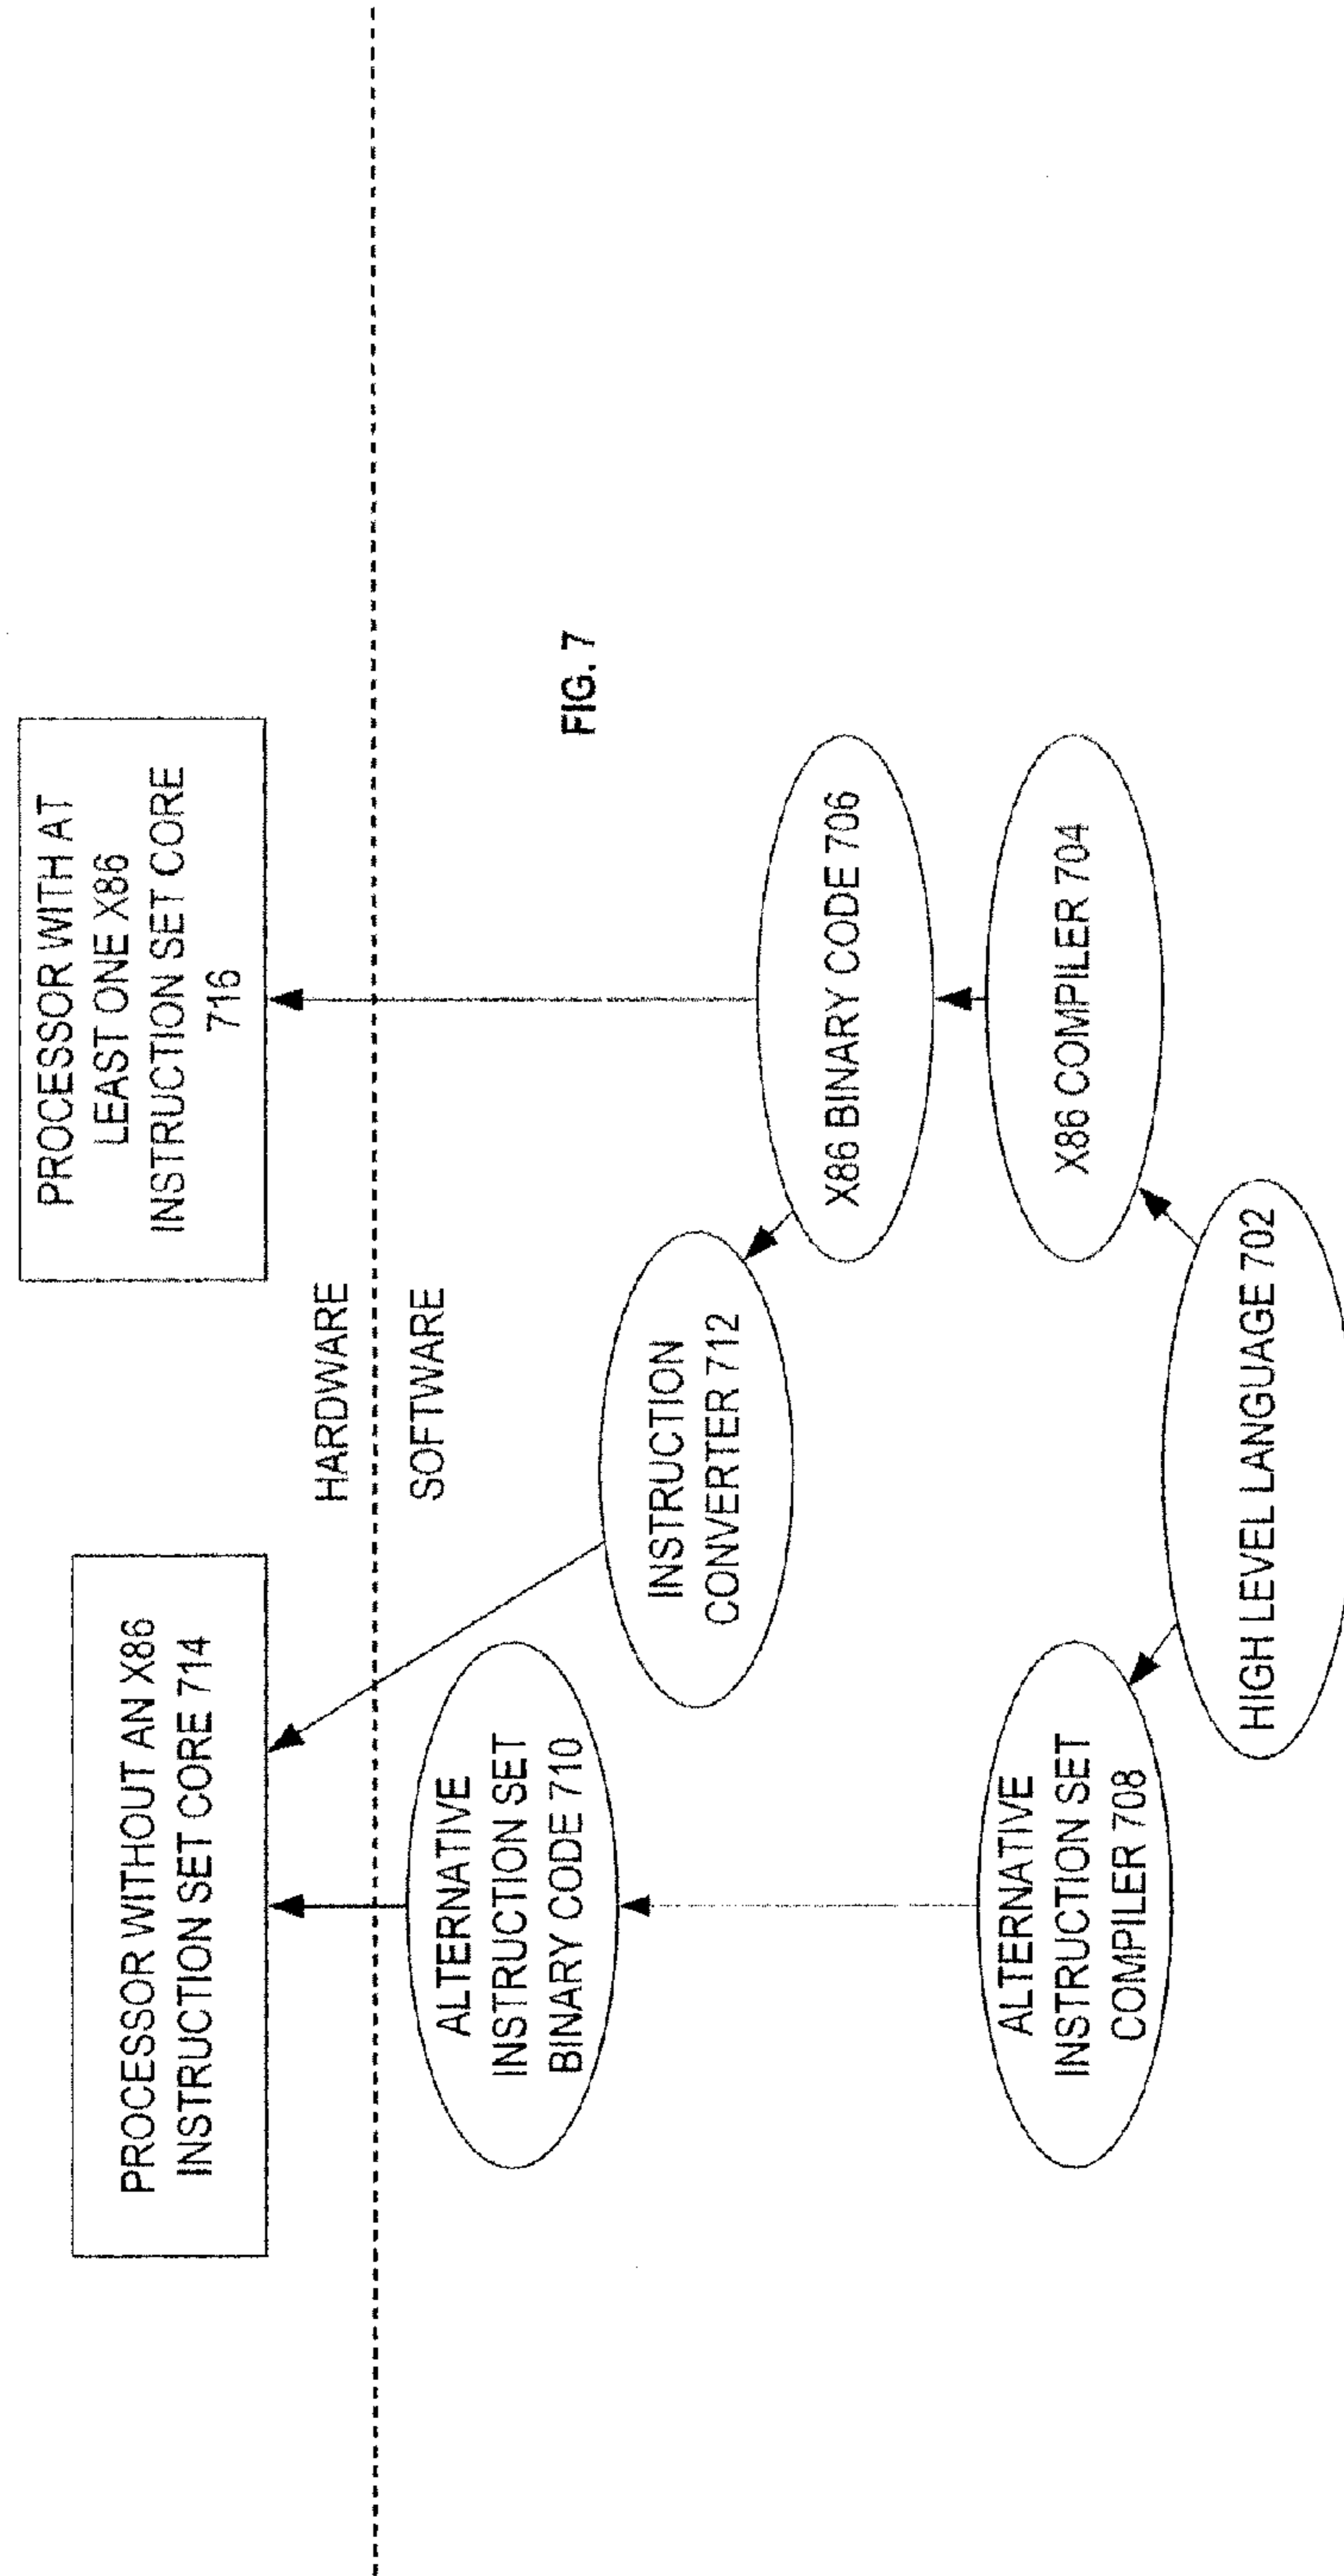 PROCESSOR WITHOUT AN X86
INSTRUCTION SET CORE 714
PROCESSOR WITH AT
LEAST ONE X86
INSTRUCTION SET CORE
716
HARDWARE
SOFTWARE
ALTERNATIVE
INSTRUCTION SET
BINARY CODE 710
INSTRUCTION
CONVERTER 712
X86 BINARY CODE 706
ALTERNATIVE
INSTRUCTION SET
COMPILER 708
X86 COMPILER 704
HIGH LEVEL LANGUAGE 702
FIG. 7